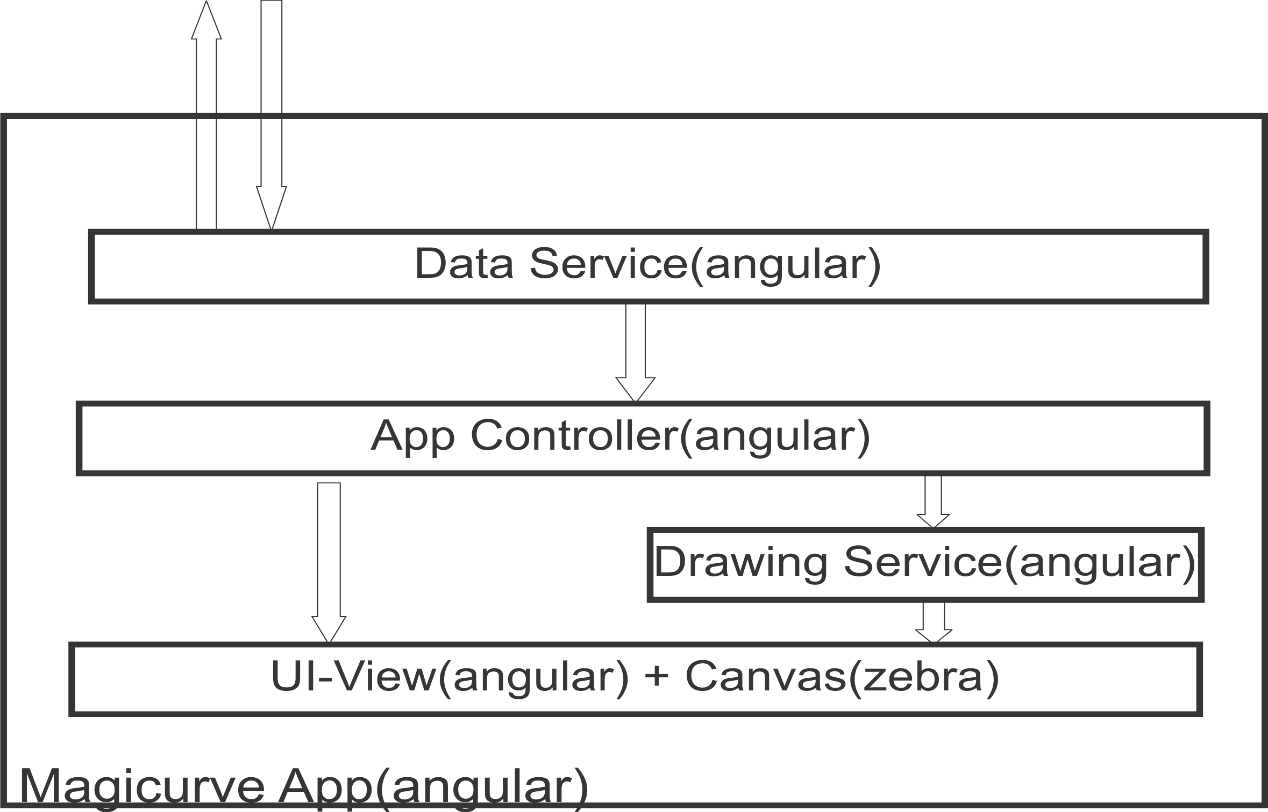 Data Service(angular)
App Controller(angular)
Drawing Service(angular)
UI-View(angular) + Canvas(zebra)
Magicurve App(angular)